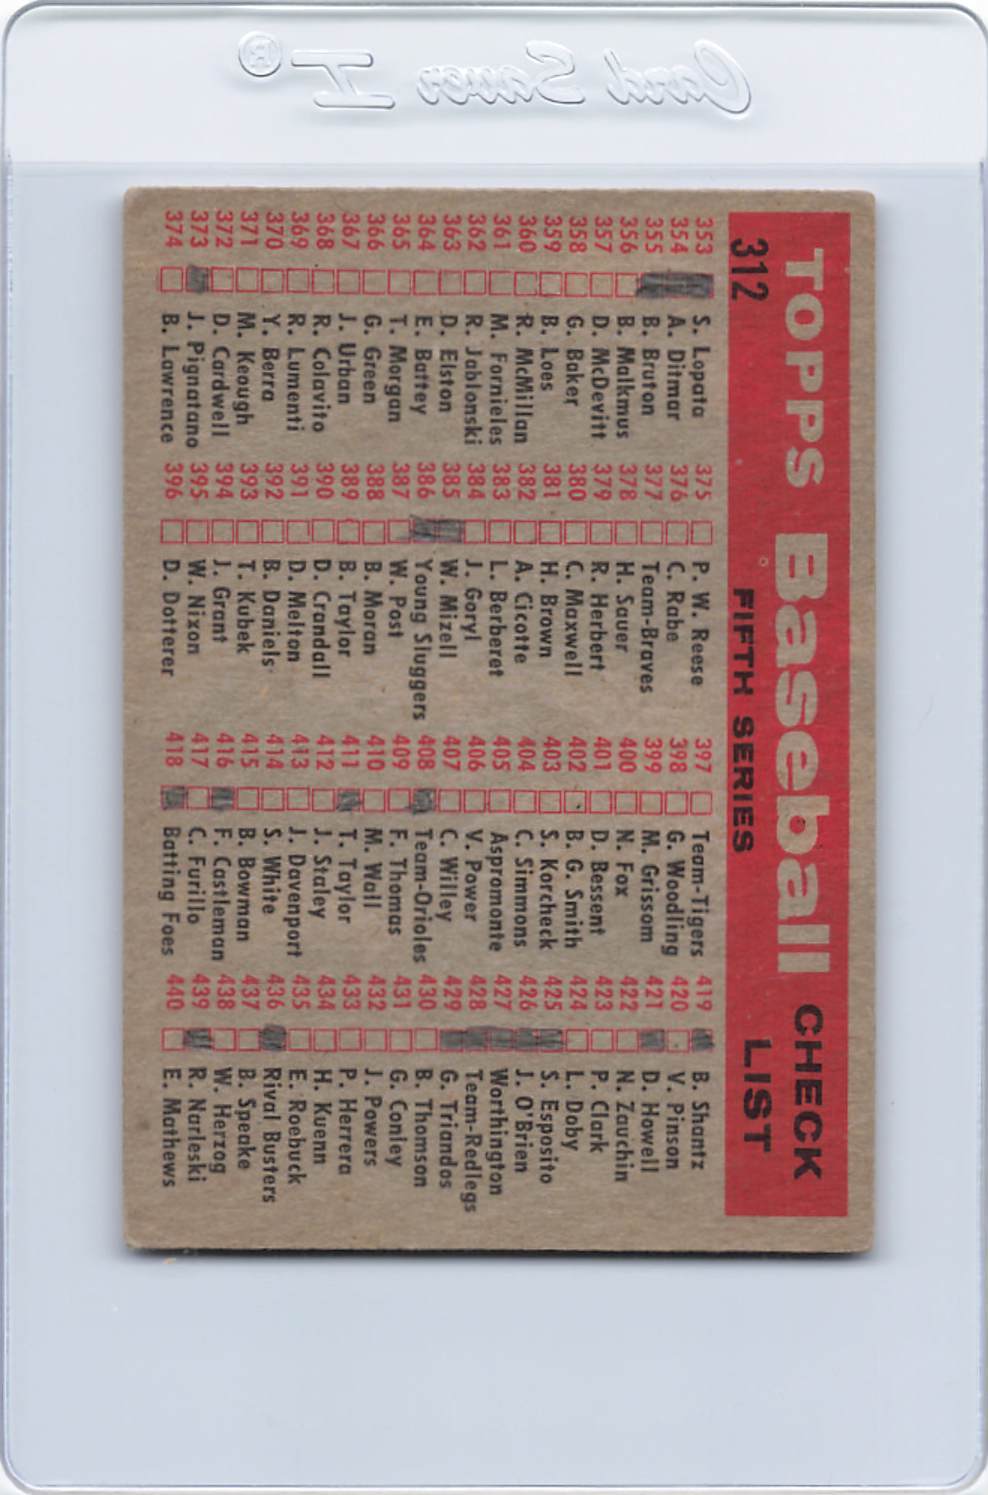 Card Saver I®
TOPPS Baseball CHECK LIST
312 FIFTH SERIES
353 S. Lopata
354 A. Ditmar
355 B. Bruton
356 B. Malkmus
357 D. McDevitt
358 G. Baker
359 B. Loes
360 R. McMillan
361 M. Fornieles
362 R. Jablonski
363 D. Elston
364 E. Battey
365 T. Morgan
366 G. Green
367 J. Urban
368 R. Colavito
369 R. Lumenti
370 Y. Berra
371 M. Keough
372 D. Cardwell
373 J. Pignatano
374 B. Lawrence
375 P. W. Reese
376 C. Rabe
377 Team-Braves
378 H. Sauer
379 R. Herbert
380 C. Maxwell
381 H. Brown
382 A. Cicotte
383 L. Berberet
384 J. Goryl
385 W. Mizell
386 Young Sluggers
387 W. Post
388 B. Moran
389 B. Taylor
390 D. Crandall
391 D. Melton
392 B. Daniels
393 T. Kubek
394 J. Grant
395 W. Nixon
396 D. Dotterer
397 Team-Tigers
398 G. Woodling
399 M. Grissom
400 N. Fox
401 D. Bessent
402 B. G. Smith
403 S. Korcheck
404 C. Simmons
405 Aspromonte
406 V. Power
407 C. Willey
408 Team-Orioles
409 F. Thomas
410 M. Wall
411 T. Taylor
412 J. Staley
413 J. Davenport
414 S. White
415 B. Bowman
416 F. Castleman
417 C. Furillo
418 Batting Foes
419 B. Shantz
420 V. Pinson
421 D. Howell
422 N. Zauchin
423 P. Clark
424 L. Doby
425 S. Esposito
426 J. O'Brien
427 Worthington
428 Team-Redlegs
429 G. Triandos
430 B. Thomson
431 G. Conley
432 J. Powers
433 P. Herrera
434 H. Kuenn
435 E. Roebuck
436 Rival Busters
437 B. Speake
438 W. Herzog
439 R. Narleski
440 E. Mathews